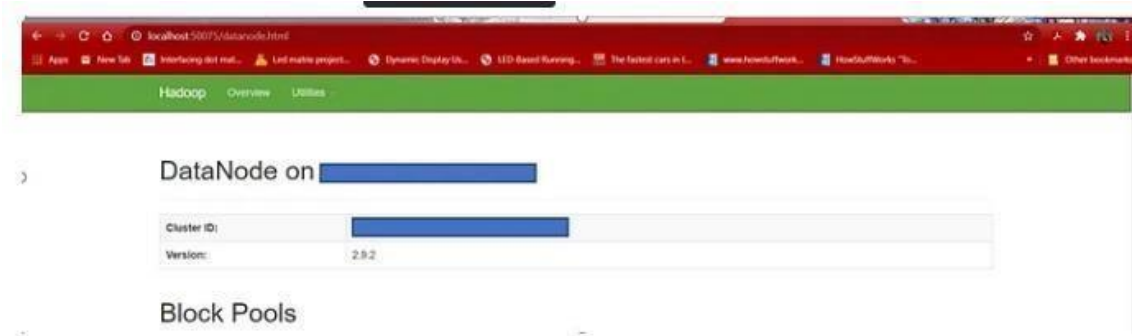 localhost:50075/datanode.html
Apps New Tab Interfacing dot mat... Led matrix project... Dynamic Display Us... LED Based Running... The fastest cars in t... www.howstuffwork... HowStuffWorks "Io... Other bookmarks
Hadoop Overview Utilities
DataNode on
Cluster ID:
Version: 2.9.2
Block Pools